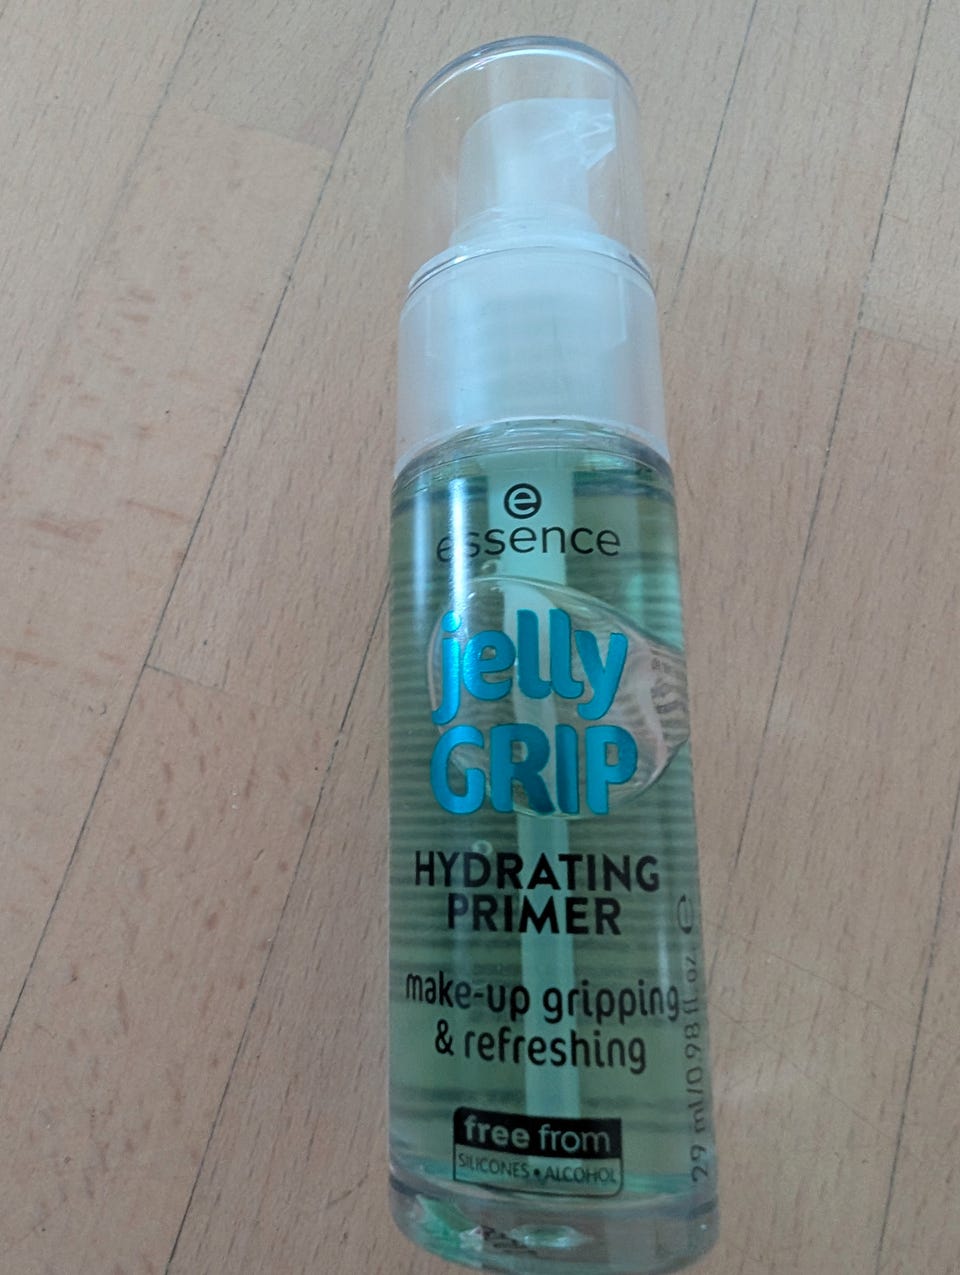 e
essence
jelly
GRIP
HYDRATING
PRIMER
make-up gripping
& refreshing
free from
SILICONES • ALCOHOL
29 ml/0.98 fl.oz. ℮